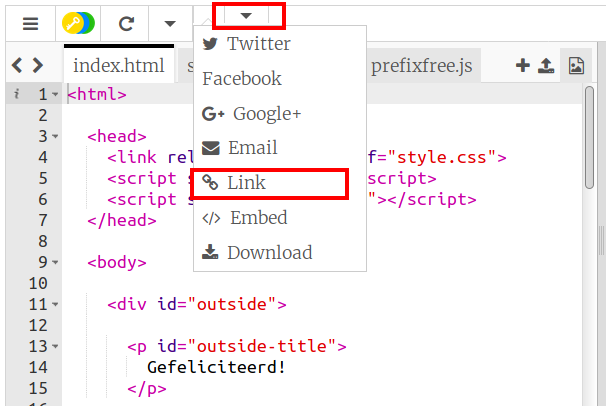 Twitter
Facebook
Google+
Email
Link
Embed
Download
index.html s prefixfree.js
i 1 <html>
2
3 <head>
4 <link rel f="style.css">
5 <script s script>
6 <script s "></script>
7 </head>
8
9 <body>
10
11 <div id="outside">
12
13 <p id="outside-title">
14 Gefeliciteerd!
15 </p>